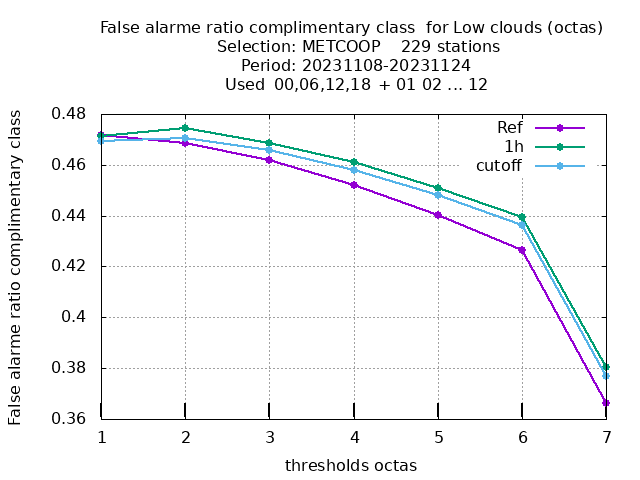 False alarme ratio complimentary class  for Low clouds (octas)
Selection: METCOOP    229 stations
Period: 20231108-20231124
Used  00,06,12,18  + 01 02 ... 12
False alarme ratio complimentary class
0.48
0.46
0.44
0.42
0.4
0.38
0.36
Ref
1h
cutoff
1 2 3 4 5 6 7
thresholds octas